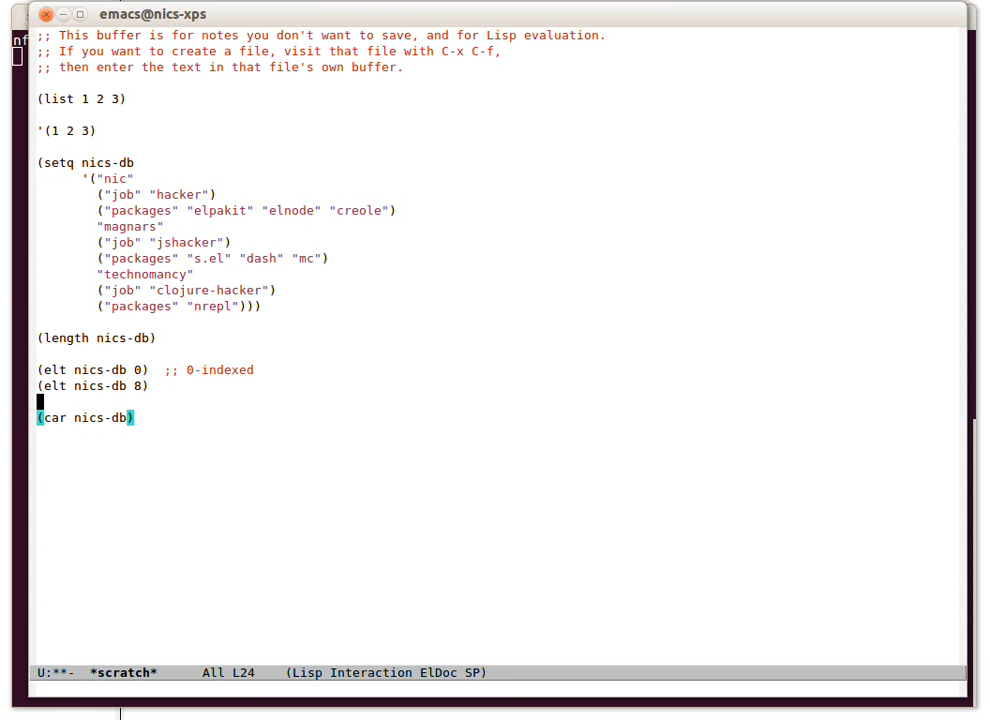 emacs@nics-xps
nf
;; This buffer is for notes you don't want to save, and for Lisp evaluation.
;; If you want to create a file, visit that file with C-x C-f,
;; then enter the text in that file's own buffer.
(list 1 2 3)
'(1 2 3)
(setq nics-db
'("nic"
("job" "hacker")
("packages" "elpakit" "elnode" "creole")
"magnars"
("job" "jshacker")
("packages" "s.el" "dash" "mc")
"technomancy"
("job" "clojure-hacker")
("packages" "nrepl")))
(length nics-db)
(elt nics-db 0)  ;; 0-indexed
(elt nics-db 8)
(car nics-db)
U:**-  *scratch*      All L24    (Lisp Interaction ElDoc SP)